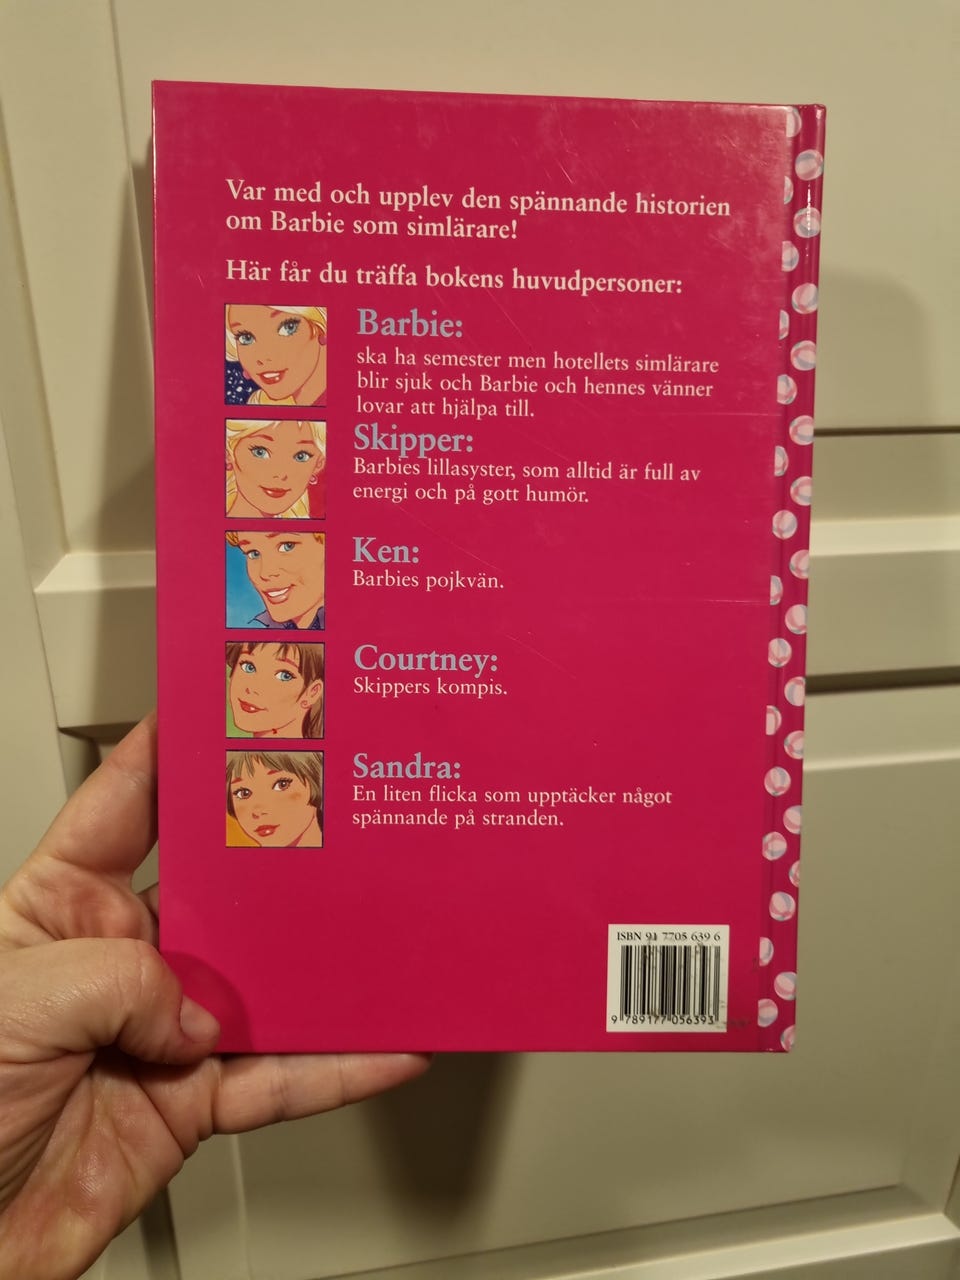 Var med och upplev den spännande historien
om Barbie som simlärare!
Här får du träffa bokens huvudpersoner:
Barbie:
ska ha semester men hotellets simlärare
blir sjuk och Barbie och hennes vänner
lovar att hjälpa till.
Skipper:
Barbies lillasyster, som alltid är full av
energi och på gott humör.
Ken:
Barbies pojkvän.
Courtney:
Skippers kompis.
Sandra:
En liten flicka som upptäcker något
spännande på stranden.
ISBN 91 7705 639 6
9 789177 056393